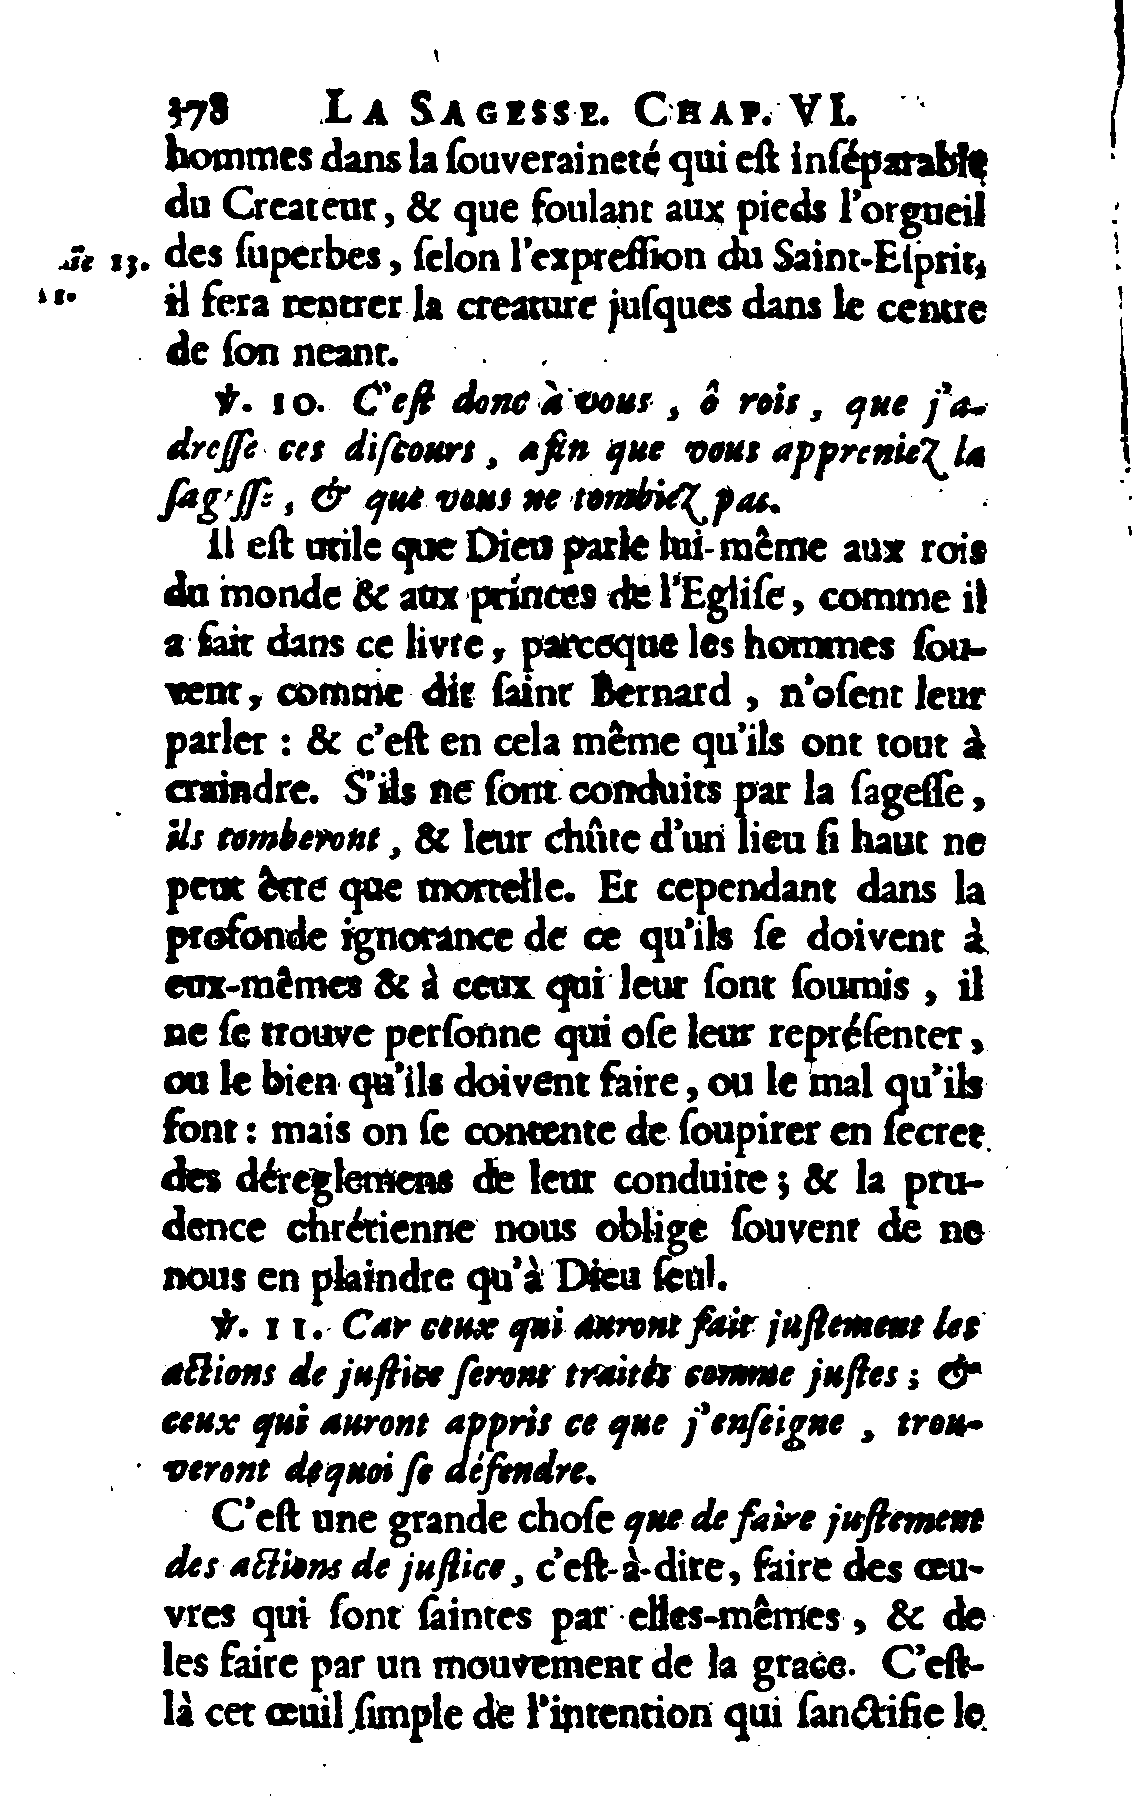 378 LA SAGESSE. CHAP. VI.
hommes dans la ſouveraineté qui eſt inſéparable
du Createur, & que foulant aux pieds l'orgueil
des ſuperbes, ſelon l'expreſſion du Saint-Eſprit,
13.
il fera rentrer la creature juſques dans le centre
de ſon neant.
℣. 10. C'eſt donc à vous, ô rois, que j'a-
dreſſe ces diſcours, afin que vous appreniez la
ſageſſe, & que vous ne tombiez pas.
Il eſt utile que Dieu parle lui-même aux rois
du monde & aux princes de l'Egliſe, comme il
a fait dans ce livre, parceque les hommes ſou-
vent, comme dit ſaint Bernard, n'oſent leur
parler : & c'eſt en cela même qu'ils ont tout à
craindre. S'ils ne ſont conduits par la ſageſſe,
ils tomberont, & leur chûte d'un lieu ſi haut ne
peut être que mortelle. Et cependant dans la
profonde ignorance de ce qu'ils ſe doivent à
eux-mêmes & à ceux qui leur ſont ſoumis, il
ne ſe trouve perſonne qui oſe leur repréſenter,
ou le bien qu'ils doivent faire, ou le mal qu'ils
font : mais on ſe contente de ſoupirer en ſecret
des déreglemens de leur conduite ; & la pru-
dence chrétienne nous oblige ſouvent de ne
nous en plaindre qu'à Dieu ſeul.
℣. 11. Car ceux qui auront fait juſtement les
actions de juſtice ſeront traités comme juſtes ; &
ceux qui auront appris ce que j'enſeigne, trou-
veront dequoi ſe défendre.
C'eſt une grande choſe que de faire juſtement
des actions de juſtice, c'eſt-à-dire, faire des œu-
vres qui ſont ſaintes par elles-mêmes, & de
les faire par un mouvement de la grace. C'eſt-
là cet œuil ſimple de l'intention qui ſanctifie le